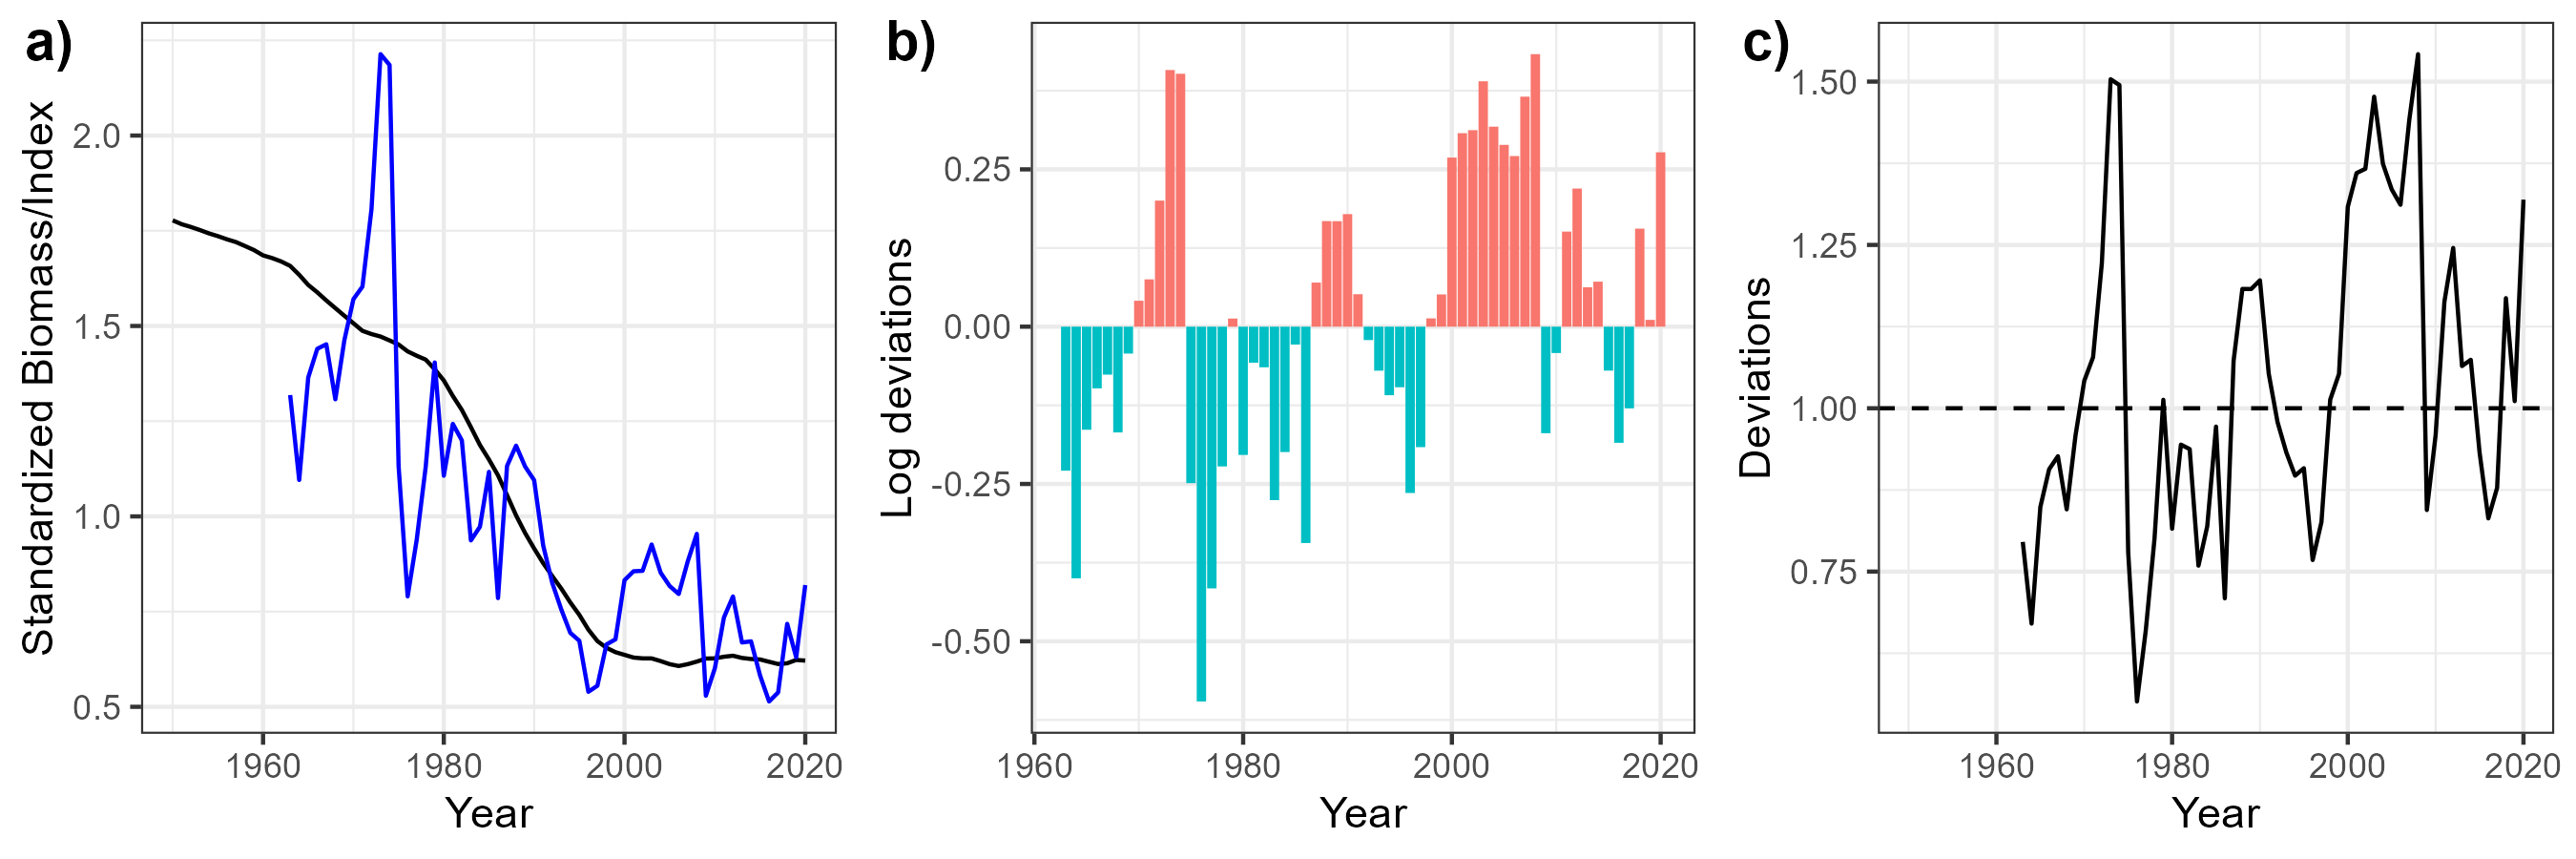 a)
Standardized Biomass/Index
2.0
1.5
1.0
0.5
1960 1980 2000 2020
Year
b)
Log deviations
0.25
0.00
-0.25
-0.50
1960 1980 2000 2020
Year
c)
Deviations
1.50
1.25
1.00
0.75
1960 1980 2000 2020
Year